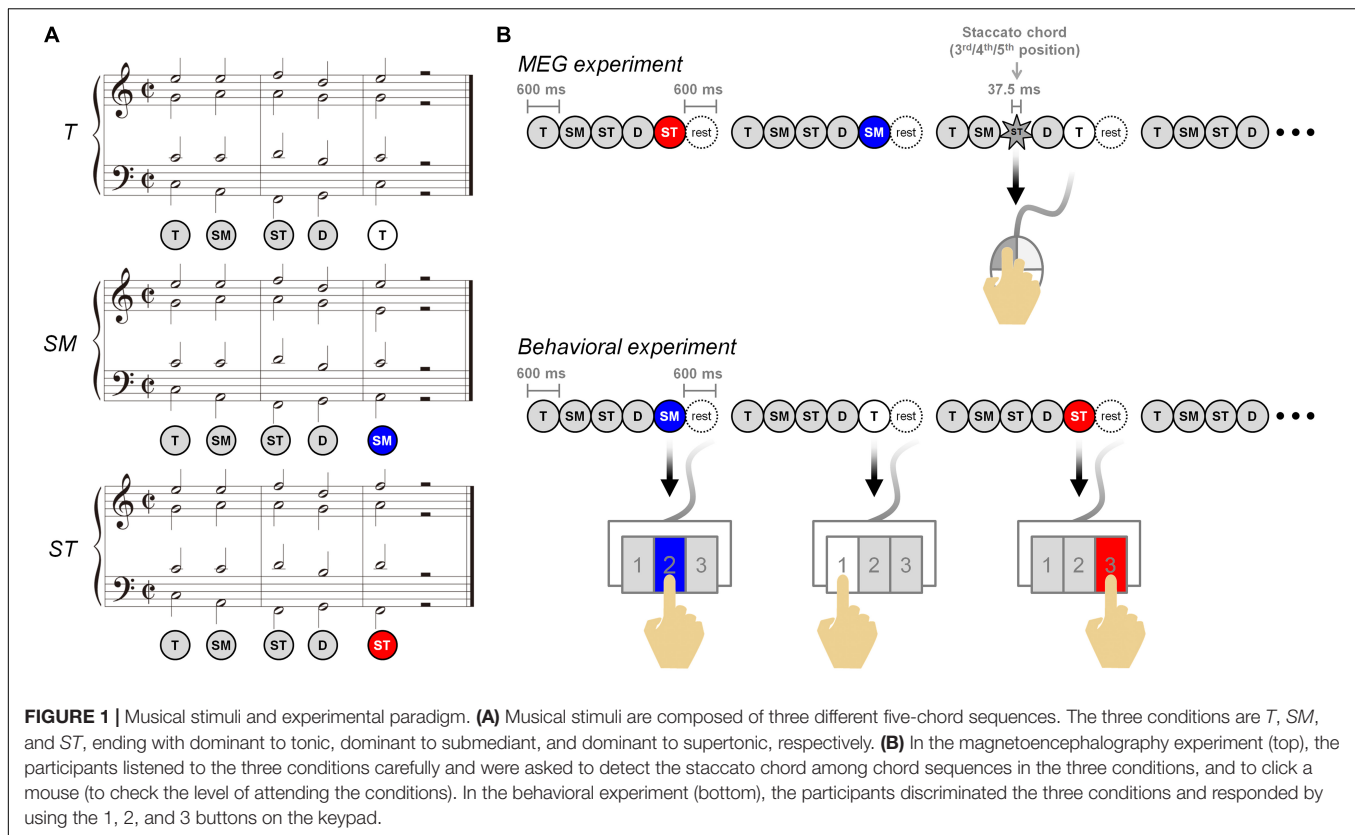 A
T
T SM ST D T
SM
T SM ST D SM
ST
T SM ST D ST
B
MEG experiment
Staccato chord
(3rd/4th/5th position)
600 ms 600 ms 37.5 ms
T SM ST D ST rest T SM ST D SM rest T SM ST D T rest T SM ST D •••
Behavioral experiment
600 ms 600 ms
T SM ST D SM rest T SM ST D T rest T SM ST D ST rest T SM ST D •••
1 2 3 1 2 3 1 2 3
FIGURE 1 | Musical stimuli and experimental paradigm. (A) Musical stimuli are composed of three different five-chord sequences. The three conditions are T, SM,
and ST, ending with dominant to tonic, dominant to submediant, and dominant to supertonic, respectively. (B) In the magnetoencephalography experiment (top), the
participants listened to the three conditions carefully and were asked to detect the staccato chord among chord sequences in the three conditions, and to click a
mouse (to check the level of attending the conditions). In the behavioral experiment (bottom), the participants discriminated the three conditions and responded by
using the 1, 2, and 3 buttons on the keypad.